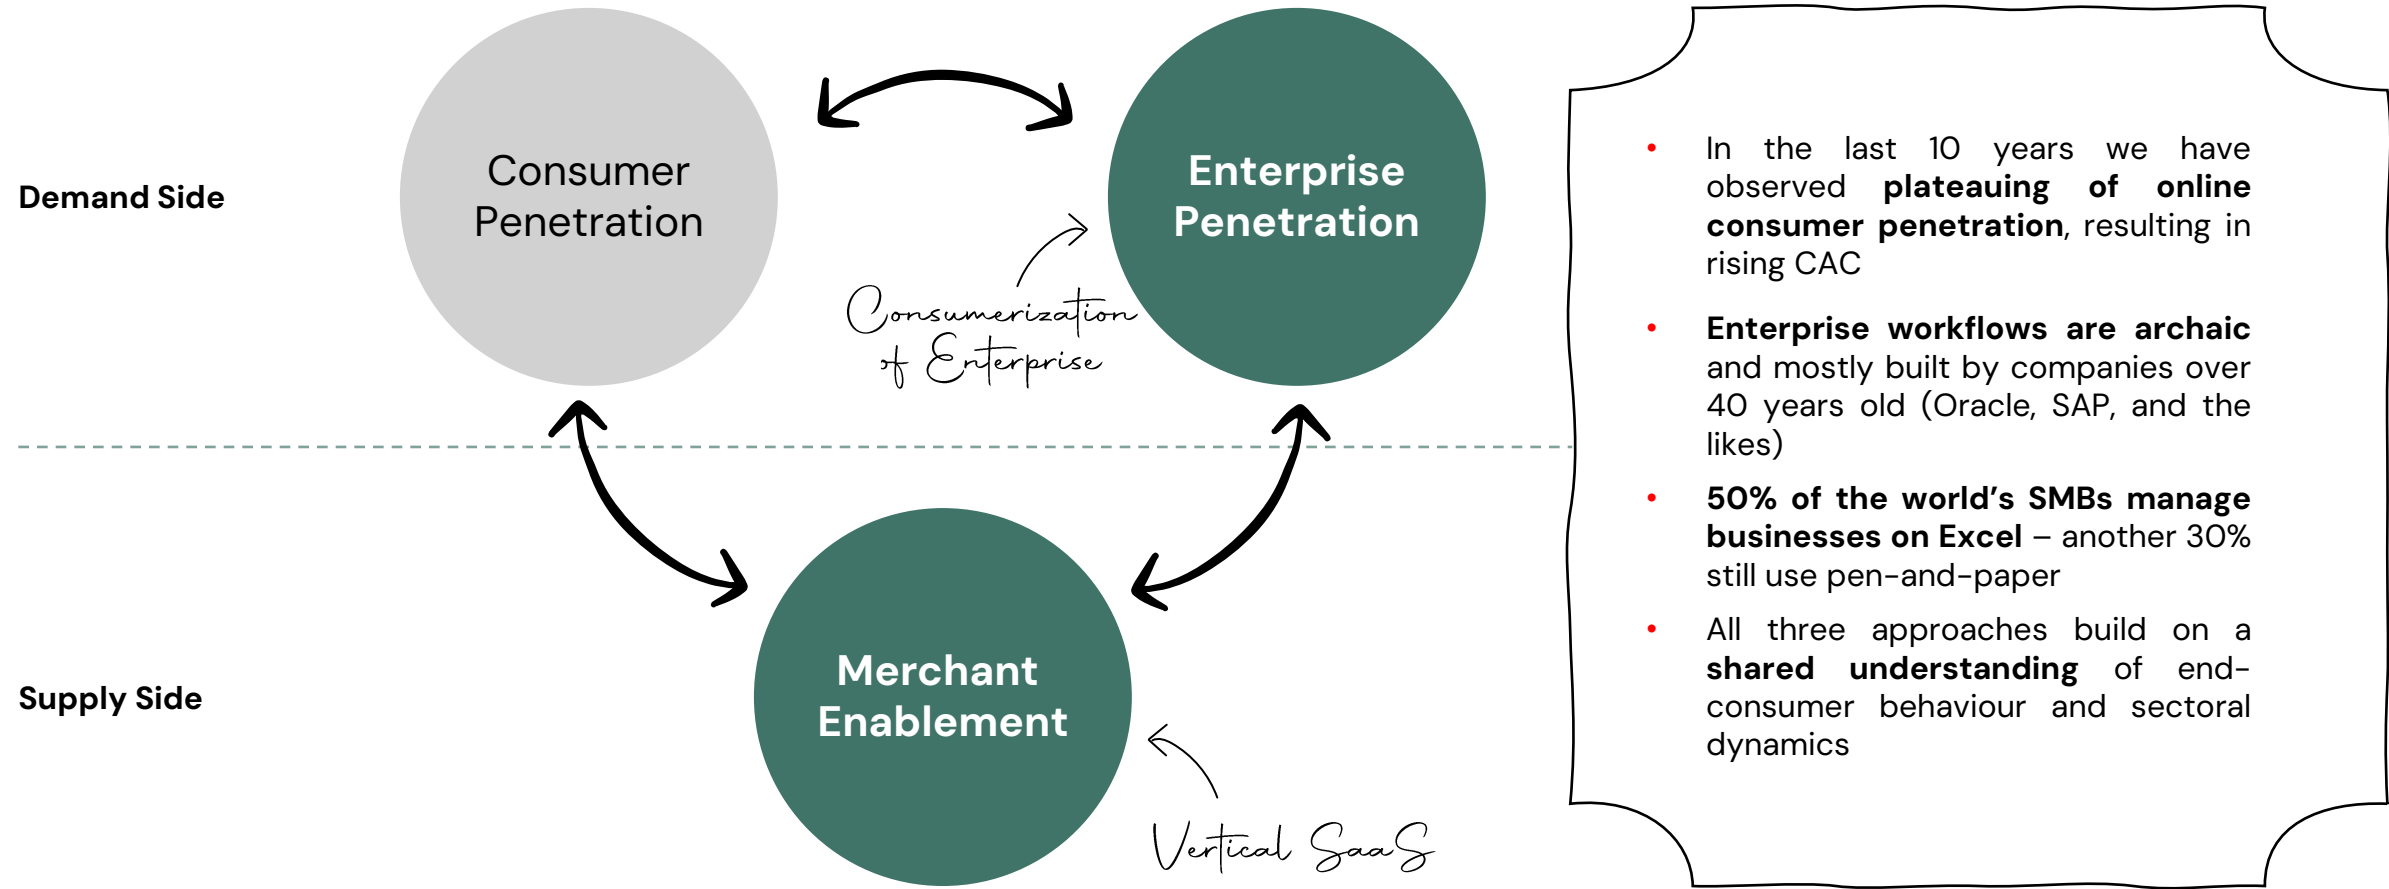 Demand Side
Consumer
Penetration
Enterprise
Penetration
Consumerization
of Enterprise
Supply Side
Merchant
Enablement
Vertical SaaS
• In the last 10 years we have
observed plateauing of online
consumer penetration, resulting in
rising CAC
• Enterprise workflows are archaic
and mostly built by companies over
40 years old (Oracle, SAP, and the
likes)
• 50% of the world’s SMBs manage
businesses on Excel – another 30%
still use pen-and-paper
• All three approaches build on a
shared understanding of end-
consumer behaviour and sectoral
dynamics